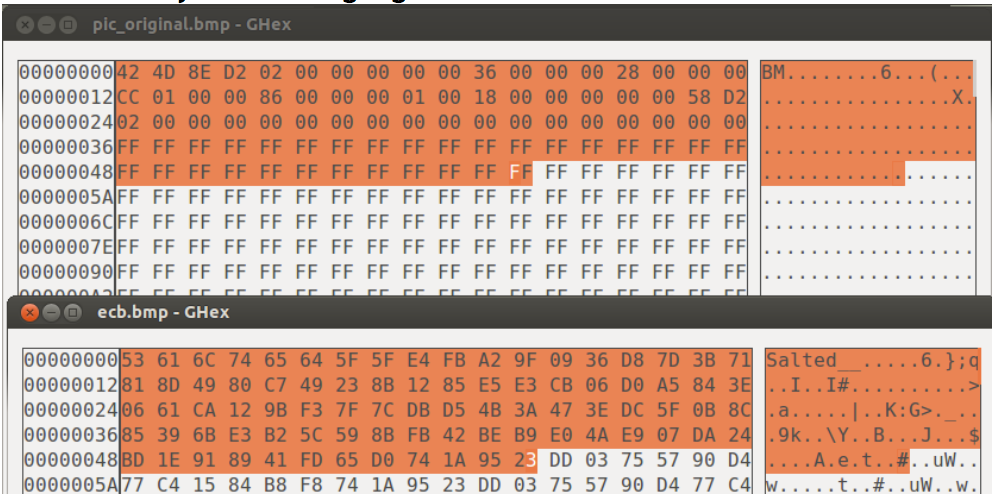 pic_original.bmp - GHex
00000000 42 4D 8E D2 02 00 00 00 00 00 36 00 00 00 28 00 00 00 BM........6...(...
00000012 CC 01 00 00 86 00 00 00 01 00 18 00 00 00 00 00 58 D2 ................X.
00000024 02 00 00 00 00 00 00 00 00 00 00 00 00 00 00 00 00 00 ..................
00000036 FF FF FF FF FF FF FF FF FF FF FF FF FF FF FF FF FF FF ..................
00000048 FF FF FF FF FF FF FF FF FF FF FF FF FF FF FF FF FF FF ..................
0000005A FF FF FF FF FF FF FF FF FF FF FF FF FF FF FF FF FF FF ..................
0000006C FF FF FF FF FF FF FF FF FF FF FF FF FF FF FF FF FF FF ..................
0000007E FF FF FF FF FF FF FF FF FF FF FF FF FF FF FF FF FF FF ..................
00000090 FF FF FF FF FF FF FF FF FF FF FF FF FF FF FF FF FF FF ..................
ecb.bmp - GHex
00000000 53 61 6C 74 65 64 5F 5F E4 FB A2 9F 09 36 D8 7D 3B 71 Salted__.....6.};q
00000012 81 8D 49 80 C7 49 23 8B 12 85 E5 E3 CB 06 D0 A5 84 3E ..I..I#..........>
00000024 06 61 CA 12 9B F3 7F 7C DB D5 4B 3A 47 3E DC 5F 0B 8C .a.....|..K:G>._..
00000036 85 39 6B E3 B2 5C 59 8B FB 42 BE B9 E0 4A E9 07 DA 24 .9k..\Y..B...J...$
00000048 BD 1E 91 89 41 FD 65 D0 74 1A 95 23 DD 03 75 57 90 D4 ....A.e.t..#..uW..
0000005A 77 C4 15 84 B8 F8 74 1A 95 23 DD 03 75 57 90 D4 77 C4 w.....t..#..uW..w.